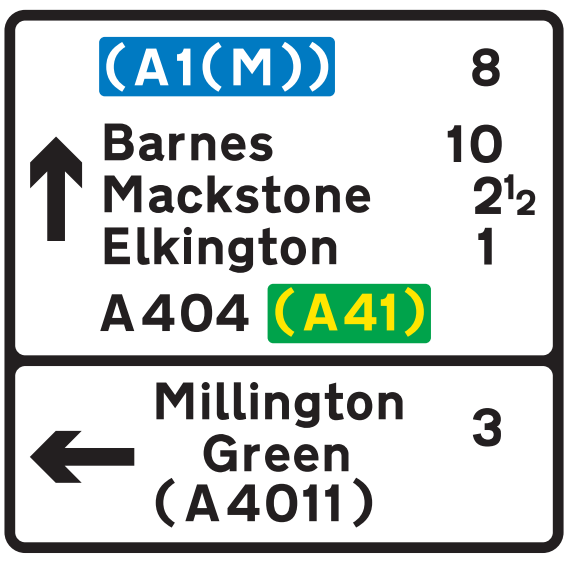 (A1(M)) 8
Barnes 10
Mackstone 2½
Elkington 1
A404 (A41)
Millington
Green 3
(A4011)